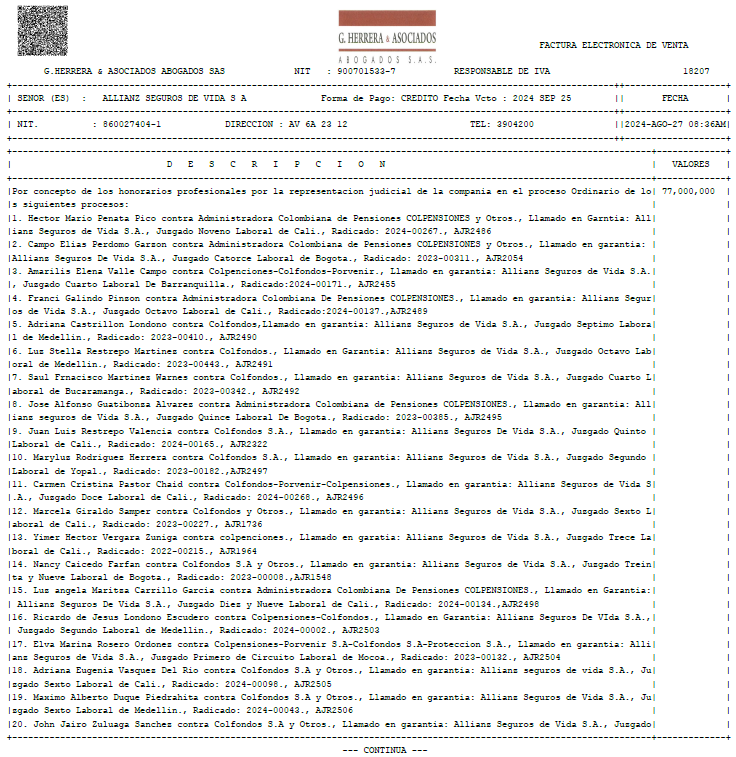 G. HERRERA & ASOCIADOS
ABOGADOS S.A.S.
FACTURA ELECTRONICA DE VENTA
G.HERRERA & ASOCIADOS ABOGADOS SAS NIT : 900701533-7 RESPONSABLE DE IVA 18207
SENOR (ES) : ALLIANZ SEGUROS DE VIDA S A Forma de Pago: CREDITO Fecha Vcto : 2024 SEP 25 FECHA
NIT. : 860027404-1 DIRECCION : AV 6A 23 12 TEL: 3904200 2024-AGO-27 08:36AM
D E S C R I P C I O N VALORES
Por concepto de los honorarios profesionales por la representacion judicial de la compania en el proceso Ordinario de lo 77,000,000
s siguientes procesos:
1. Hector Mario Penata Pico contra Administradora Colombiana de Pensiones COLPENSIONES y Otros., Llamado en Garntia: All
ianz Seguros de Vida S.A., Juzgado Noveno Laboral de Cali., Radicado: 2024-00267., AJR2486
2. Campo Elias Perdomo Garzon contra Administradora Colombiana de Pensiones COLPENSIONES y Otros., Llamado en garantia:
Allianz Seguros De Vida S.A., Juzgado Catorce Laboral de Bogota., Radicado: 2023-00311., AJR2054
3. Amarilis Elena Valle Campo contra Colpenciones-Colfondos-Porvenir., Llamado en garantia: Allianz Seguros de Vida S.A.
, Juzgado Cuarto Laboral De Barranquilla., Radicado:2024-00171., AJR2455
4. Franci Galindo Pinzon contra Administradora Colombiana De Pensiones COLPENSIONES., Llamado en garantia: Allianz Segur
os de Vida S.A., Juzgado Octavo Laboral de Cali., Radicado:2024-00137.,AJR2489
5. Adriana Castrillon Londono contra Colfondos,Llamado en garantia: Allianz Seguros de Vida S.A., Juzgado Septimo Labora
l de Medellin., Radicado: 2023-00410., AJR2490
6. Luz Stella Restrepo Martinez contra Colfondos., Llamado en Garantia: Allianz Seguros de Vida S.A., Juzgado Octavo Lab
oral de Medellin., Radicado: 2023-00443., AJR2491
7. Saul Frnacisco Martinez Warnes contra Colfondos., Llamado en garantia: Allianz Seguros de Vida S.A., Juzgado Cuarto L
aboral de Bucaramanga., Radicado: 2023-00342., AJR2492
8. Jose Alfonso Guatibonza Alvarez contra Administradora Colombiana de Pensiones COLPENSIONES., Llamado en garantia: All
ianz seguros de Vida S.A., Juzgado Quince Laboral De Bogota., Radicado: 2023-00385., AJR2495
9. Juan Luis Restrepo Valencia contra Colfondos S.A., Llamado en garantia: Allianz Seguros De Vida S.A., Juzgado Quinto
Laboral de Cali., Radicado: 2024-00165., AJR2322
10. Maryluz Rodriguez Herrera contra Colfondos S.A., Llamado en garantia: Allianz Seguros de Vida S.A., Juzgado Segundo
Laboral de Yopal., Radicado: 2023-00182.,AJR2497
11. Carmen Cristina Pastor Chaid contra Colfondos-Porvenir-Colpensiones., Llamado en garantia: Allianz Seguros de Vida S
.A., Juzgado Doce Laboral de Cali., Radicado: 2024-00268., AJR2496
12. Marcela Giraldo Samper contra Colfondos y Otros., Llamado en garantia: Allianz Seguros de Vida S.A., Juzgado Sexto L
aboral de Cali., Radicado: 2023-00227., AJR1736
13. Yimer Hector Vergara Zuniga contra colpenciones., Llamado en garantia: Allianz Seguros de Vida S.A., Juzgado Trece La
boral de Cali., Radicado: 2022-00215., AJR1964
14. Nancy Caicedo Farfan contra Colfondos S.A y Otros., Llamado en garantia: Allianz Seguros de Vida S.A., Juzgado Trein
ta y Nueve Laboral de Bogota., Radicado: 2023-00008.,AJR1548
15. Luz angela Maritza Carrillo Garcia contra Administradora Colombiana De Pensiones COLPENSIONES., Llamado en Garantia:
Allianz Seguros De Vida S.A., Juzgado Diez y Nueve Laboral de Cali., Radicado: 2024-00134.,AJR2498
16. Ricardo de Jesus Londono Escudero contra Colpensiones-Colfondos., Llamado en Garantia: Allianz Seguros De VIda S.A.,
Juzgado Segundo Laboral de Medellin., Radicado: 2024-00002., AJR2503
17. Elva Marina Rosero Ordonez contra Colpensiones-Porvenir S.A-Colfondos S.A-Proteccion S.A., Llamado en garantia: Alli
anz Seguros de Vida S.A., Juzgado Primero de Circuito Laboral de Mocoa., Radicado: 2023-00132., AJR2504
18. Adriana Eugenia Vasquez Del Rio contra Colfondos S.A y Otros., Llamado en garantia: Allianz seguros de vida S.A., Ju
zgado Sexto Laboral de Cali., Radicado: 2024-00098., AJR2505
19. Maximo Alberto Duque Piedrahita contra Colfondos S.A y Otros., Llamado en garantia: Allianz Seguros de Vida S.A., Ju
zgado Sexto Laboral de Medellin., Radicado: 2024-00043., AJR2506
20. John Jairo Zuluaga Sanchez contra Colfondos S.A y Otros., Llamado en garantia: Allianz Seguros de Vida S.A., Juzgado
--- CONTINUA ---